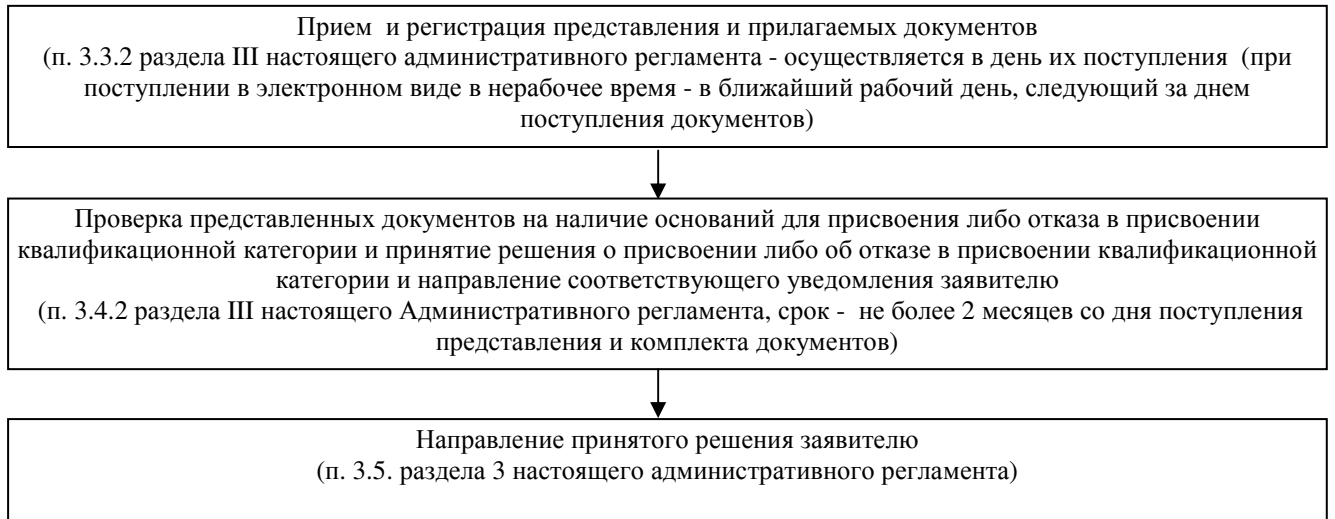 Прием и регистрация представления и прилагаемых документов
(п. 3.3.2 раздела III настоящего административного регламента - осуществляется в день их поступления (при
поступлении в электронном виде в нерабочее время - в ближайший рабочий день, следующий за днем
поступления документов)
Проверка представленных документов на наличие оснований для присвоения либо отказа в присвоении
квалификационной категории и принятие решения о присвоении либо об отказе в присвоении квалификационной
категории и направление соответствующего уведомления заявителю
(п. 3.4.2 раздела III настоящего Административного регламента, срок - не более 2 месяцев со дня поступления
представления и комплекта документов)
Направление принятого решения заявителю
(п. 3.5. раздела 3 настоящего административного регламента)